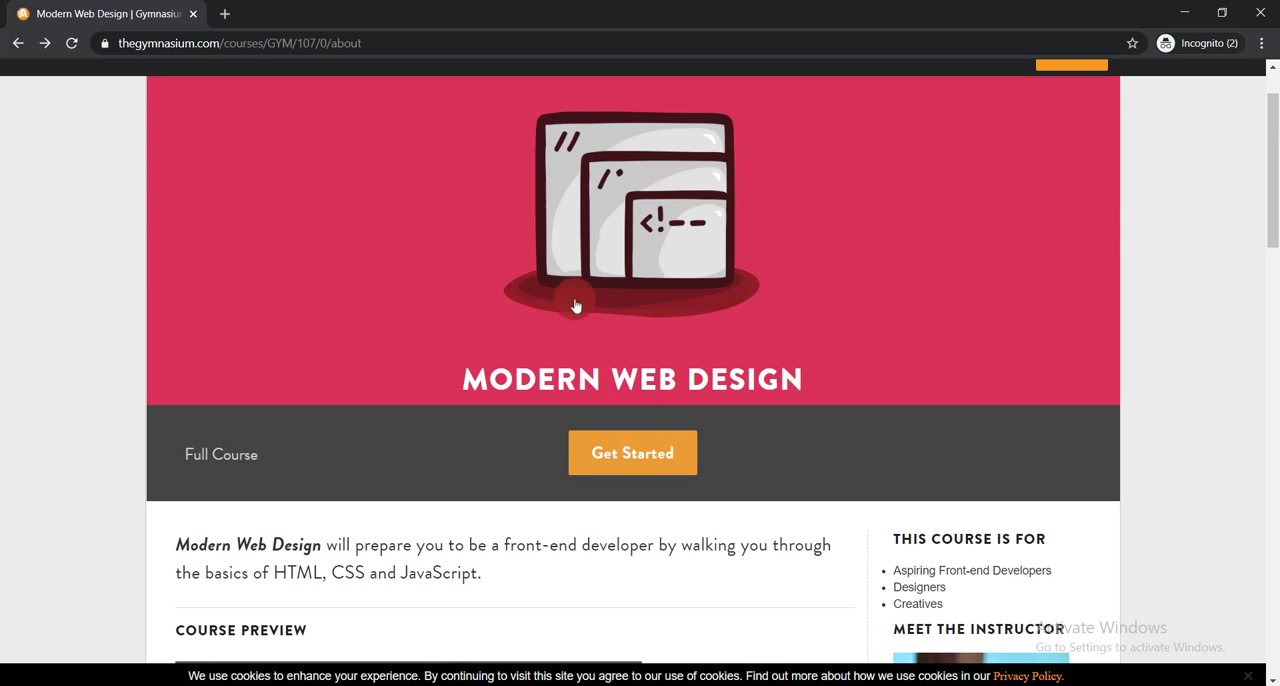 Modern Web Design | Gymnasiu
thegymnasium.com/courses/GYM/107/0/about
Incognito (2)
//
/•
<!--
MODERN WEB DESIGN
Full Course
Get Started
Modern Web Design will prepare you to be a front-end developer by walking you through
the basics of HTML, CSS and JavaScript.
COURSE PREVIEW
THIS COURSE IS FOR
Aspiring Front-end Developers
Designers
Creatives
MEET THE INSTRUCTOR
Activate Windows
Go to Settings to activate Windows.
We use cookies to enhance your experience. By continuing to visit this site you agree to our use of cookies. Find out more about how we use cookies in our Privacy Policy.